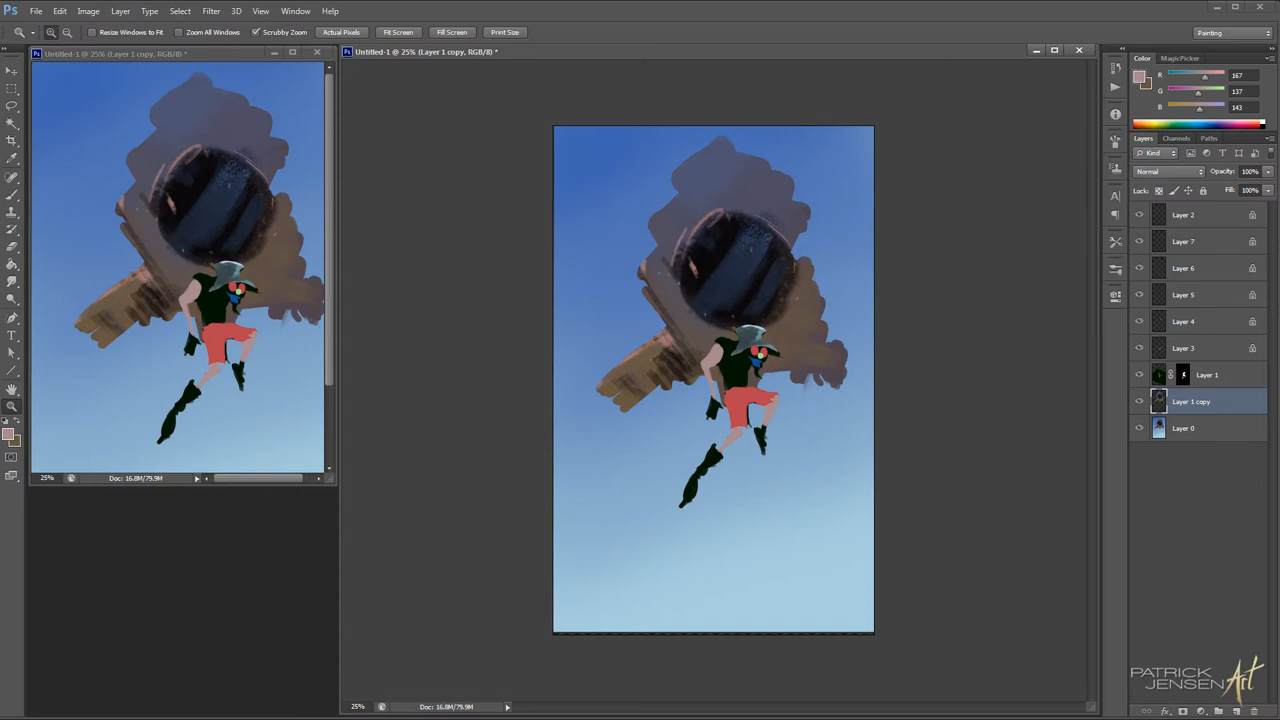 Ps File Edit Image Layer Type Select Filter 3D View Window Help
Resize Windows to Fit Zoom All Windows Scrubby Zoom Actual Pixels Fit Screen Fill Screen Print Size Painting
Untitled-1 @ 25% (Layer 1 copy, RGB/8) *
Untitled-1 @ 25% (Layer 1 copy, RGB/8) *
Color MagicPicker
R 167
G 137
B 143
Layers Channels Paths
Kind
Normal Opacity: 100%
Lock: Fill: 100%
Layer 2
Layer 7
Layer 6
Layer 5
Layer 4
Layer 3
Layer 1
Layer 1 copy
Layer 0
25% Doc: 16.8M/79.9M
25% Doc: 16.8M/79.9M
PATRICK
JENSEN Art